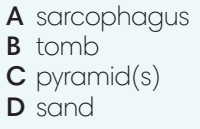 A sarcophagus
B tomb
C pyramid(s)
D sand